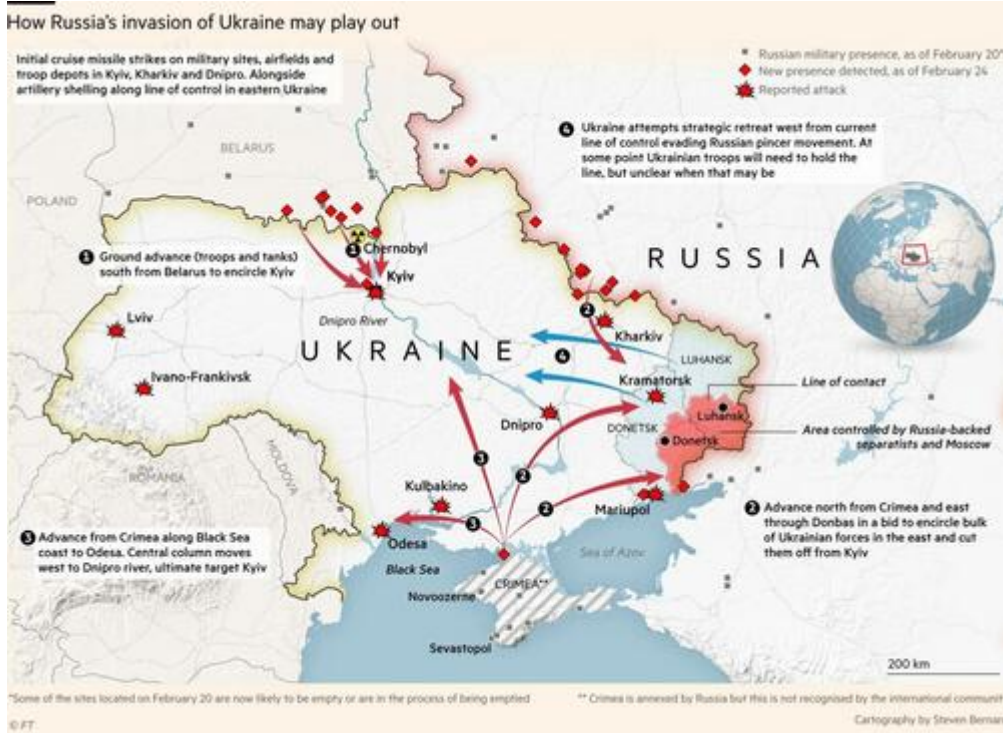 How Russia's invasion of Ukraine may play out
Initial cruise missile strikes on military sites, airfields and
troop depots in Kyiv, Kharkiv and Dnipro. Alongside
artillery shelling along line of control in eastern Ukraine
Russian military presence, as of February 20*
New presence detected, as of February 24
Reported attack
4 Ukraine attempts strategic retreat west from current
line of control evading Russian pincer movement. At
some point Ukrainian troops will need to hold the
line, but unclear when that may be
BELARUS
POLAND
RUSSIA
1 Ground advance (troops and tanks)
south from Belarus to encircle Kyiv
1
Chernobyl
Kyiv
Dnipro River
Lviv
UKRAINE
2
Kharkiv
4
LUHANSK
Ivano-Frankivsk
Kramatorsk
Line of contact
Luhansk
Dnipro
DONETSK
Donetsk
Area controlled by Russia-backed
separatists and Moscow
MOLDOVA
ROMANIA
3
2
Kulbakino
2
Mariupol
3
Odesa
2 Advance north from Crimea and east
through Donbas in a bid to encircle bulk
of Ukrainian forces in the east and cut
them off from Kyiv
3 Advance from Crimea along Black Sea
coast to Odesa. Central column moves
west to Dnipro river, ultimate target Kyiv
Black Sea
Sea of Azov
CRIMEA**
Novoozerne
Sevastopol
200 km
*Some of the sites located on February 20 are now likely to be empty or are in the process of being emptied
** Crimea is annexed by Russia but this is not recognised by the international communit
© FT
Cartography by Steven Bernar